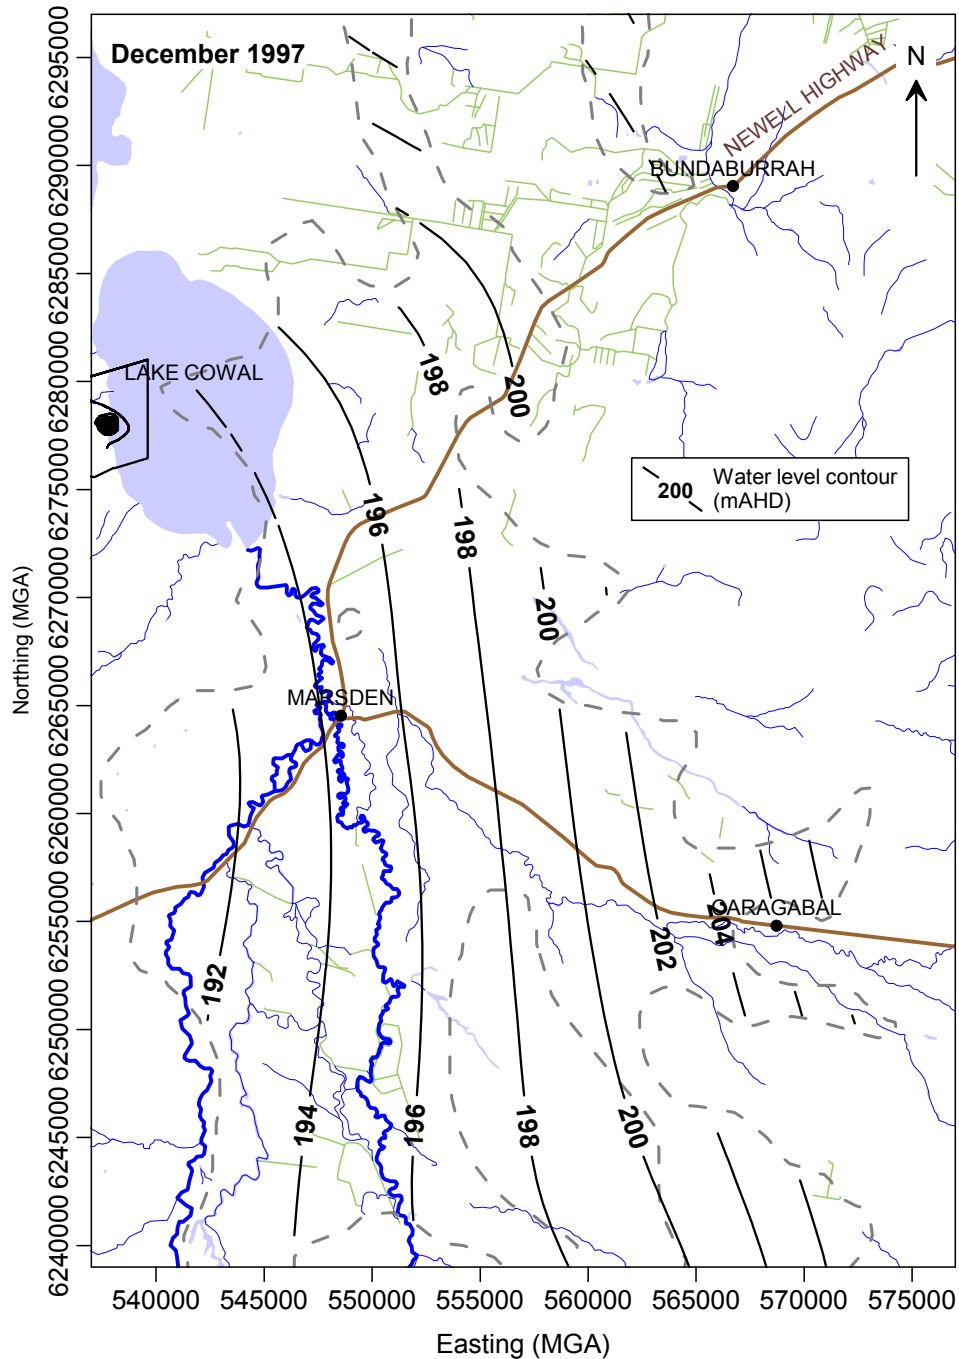 December 1997
N
NEWELL HIGHWAY
BUNDABURRAH
LAKE COWAL
198
200
Water level contour
200
(mAHD)
196
198
200
MARSDEN
CARAGABAL
204
202
192
194
196
198
200
6295000
6290000
6285000
6280000
6275000
6270000
6265000
6260000
6255000
6250000
6245000
6240000
Northing (MGA)
540000 545000 550000 555000 560000 565000 570000 575000
Easting (MGA)